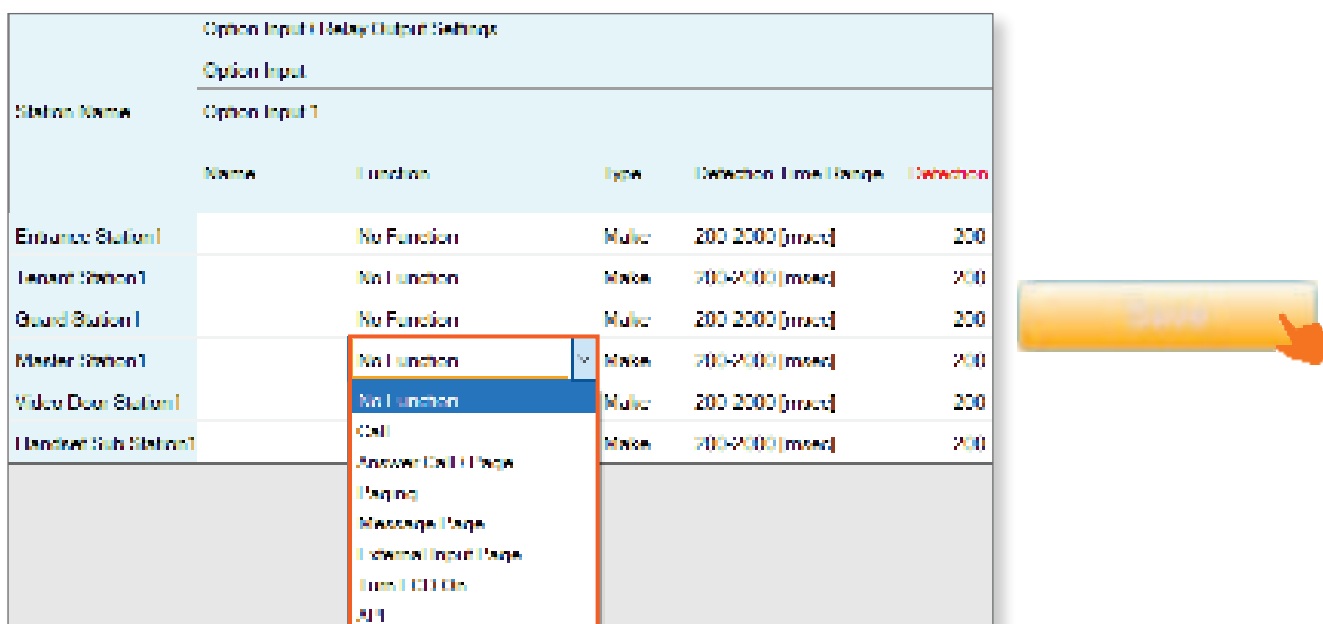 Option Input / Relay Output Settings
Option Input
Station Name Option Input 1
Name Function Type Detection Time Range Detection
Entrance Station1 No Function Make 200-2000 [msec] 200
Tenant Station1 No Function Make 200-2000 [msec] 200
Guard Station1 No Function Make 200-2000 [msec] 200
Master Station1 No Function Make 200-2000 [msec] 200
Video Door Station1 No Function Make 200-2000 [msec] 200
Handset Sub Station1 Make 200-2000 [msec] 200
Call
Answer Call / Page
Paging
Message Page
External Input Page
Turn LCD On
API
Save